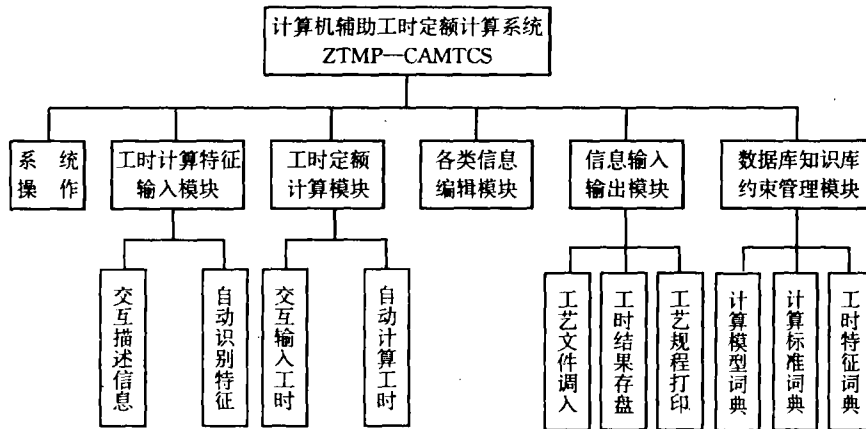 计算机辅助工时定额计算系统
ZTMP—CAMTCS
系 统
操 作
工时计算特征
输入模块
工时定额
计算模块
各类信息
编辑模块
信息输入
输出模块
数据库知识库
约束管理模块
交互描述信息
自动识别特征
交互输入工时
自动计算工时
工艺文件调入
工时结果存盘
工艺规程打印
计算模型词典
计算标准词典
工时特征词典